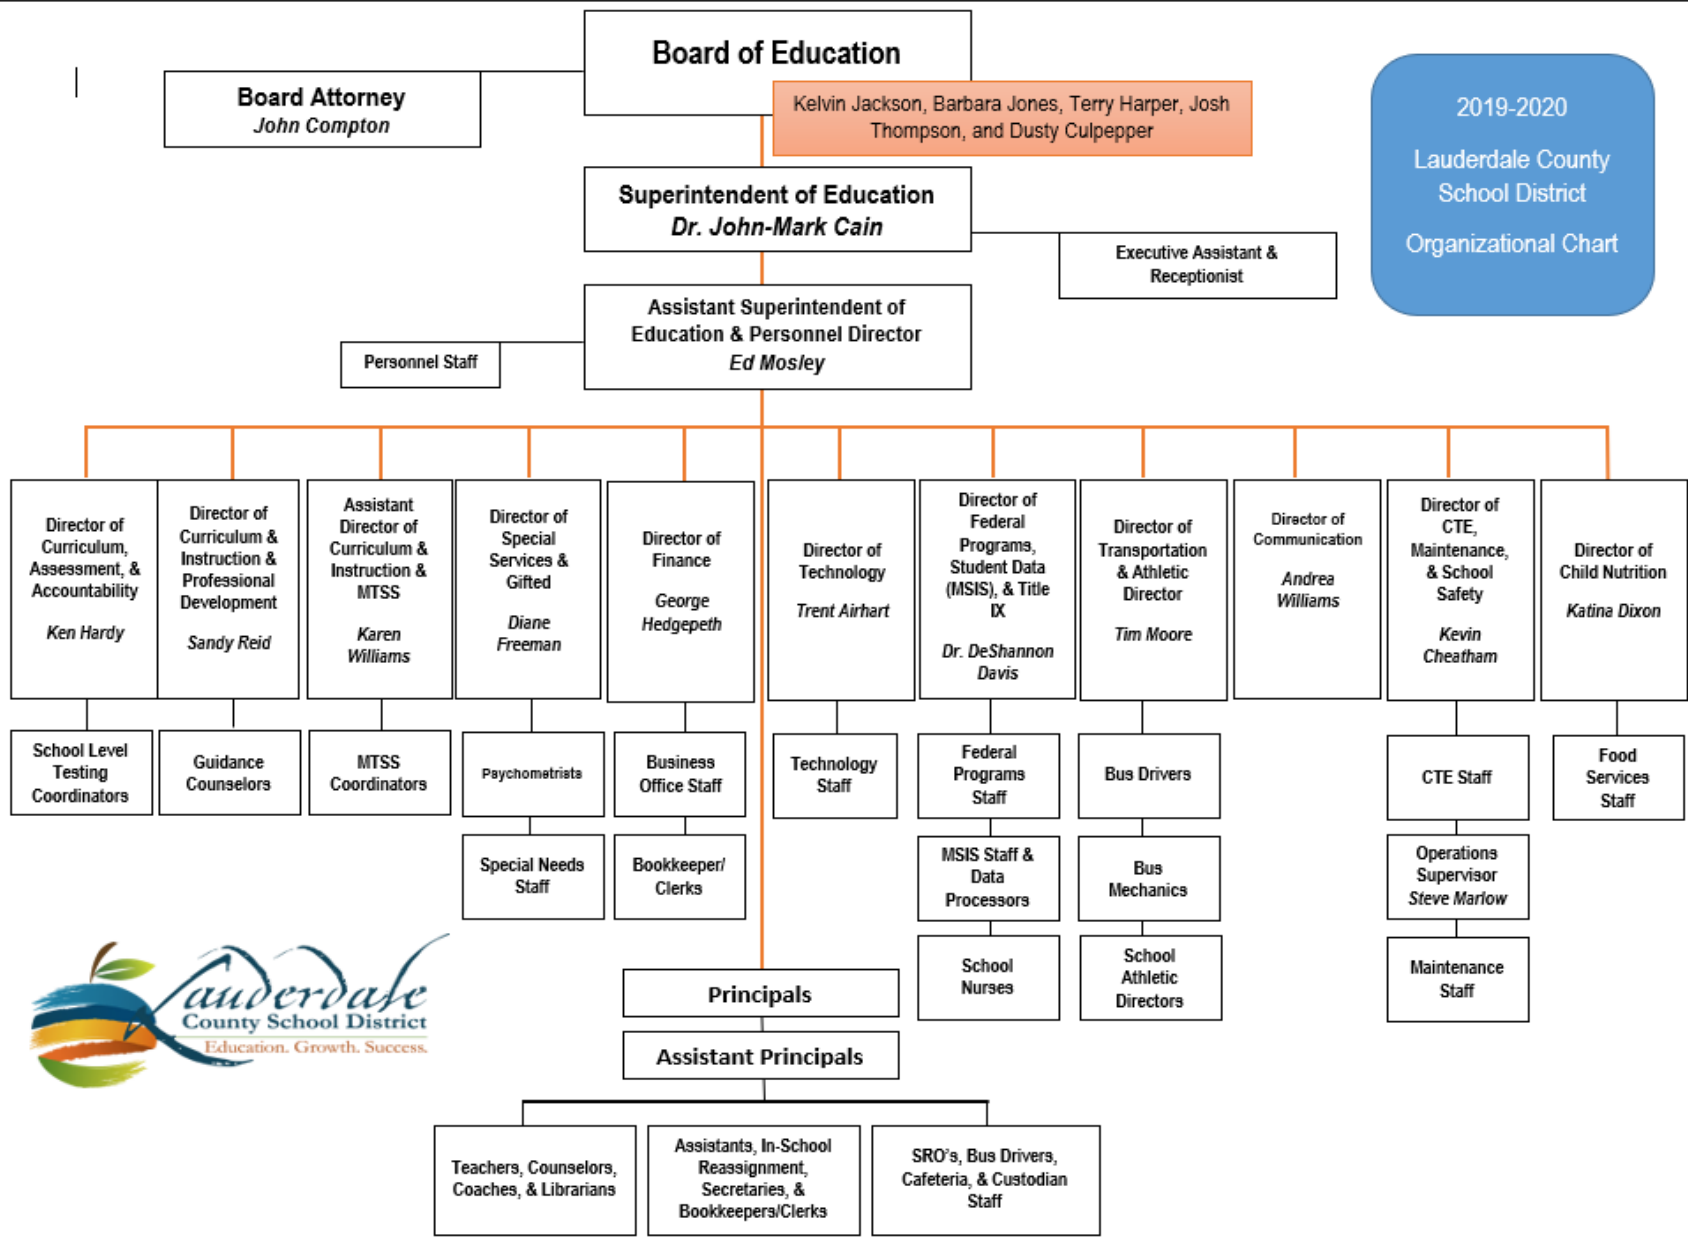 Board of Education
Kelvin Jackson, Barbara Jones, Terry Harper, Josh
Thompson, and Dusty Culpepper
Board Attorney
John Compton
2019-2020
Lauderdale County
School District
Organizational Chart
Superintendent of Education
Dr. John-Mark Cain
Executive Assistant &
Receptionist
Assistant Superintendent of
Education & Personnel Director
Ed Mosley
Personnel Staff
Director of
Curriculum,
Assessment, &
Accountability
Ken Hardy
Director of
Curriculum &
Instruction &
Professional
Development
Sandy Reid
Assistant
Director of
Curriculum &
Instruction &
MTSS
Karen
Williams
Director of
Special
Services &
Gifted
Diane
Freeman
Director of
Finance
George
Hedgepeth
Director of
Technology
Trent Airhart
Director of
Federal
Programs,
Student Data
(MSIS), & Title
IX
Dr. DeShannon
Davis
Director of
Transportation
& Athletic
Director
Tim Moore
Director of
Communication
Andrea
Williams
Director of
CTE,
Maintenance,
& School
Safety
Kevin
Cheatham
Director of
Child Nutrition
Katina Dixon
School Level
Testing
Coordinators
Guidance
Counselors
MTSS
Coordinators
Psychometrists
Business
Office Staff
Technology
Staff
Federal
Programs
Staff
Bus Drivers
CTE Staff
Food
Services
Staff
Special Needs
Staff
Bookkeeper/
Clerks
MSIS Staff &
Data
Processors
Bus
Mechanics
Operations
Supervisor
Steve Marlow
School
Nurses
School
Athletic
Directors
Maintenance
Staff
Lauderdale
County School District
Education. Growth. Success.
Principals
Assistant Principals
Teachers, Counselors,
Coaches, & Librarians
Assistants, In-School
Reassignment,
Secretaries, &
Bookkeepers/Clerks
SRO's, Bus Drivers,
Cafeteria, & Custodian
Staff